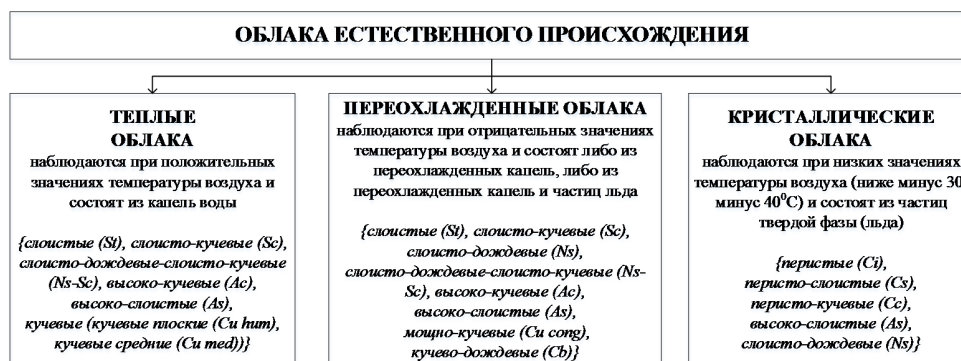 ОБЛАКА ЕСТЕСТВЕННОГО ПРОИСХОЖДЕНИЯ
ТЕПЛЫЕ
ОБЛАКА
наблюдаются при положительных
значениях температуры воздуха и
состоят из капель воды
{слоистые (St), слоисто-кучевые (Sc),
слоисто-дождевые-слоисто-кучевые
(Ns-Sc), высоко-кучевые (Ac),
высоко-слоистые (As),
кучевые (кучевые плоские (Cu hum),
кучевые средние (Cu med))}
ПЕРЕОХЛАЖДЕННЫЕ ОБЛАКА
наблюдаются при отрицательных значениях
температуры воздуха и состоят либо из
переохлажденных капель, либо из
переохлажденных капель и частиц льда
{слоистые (St), слоисто-кучевые (Sc),
слоисто-дождевые (Ns),
слоисто-дождевые-слоисто-кучевые (Ns-
Sc), высоко-кучевые (Ac),
высоко-слоистые (As),
мощно-кучевые (Cu cong),
кучево-дождевые (Cb)}
КРИСТАЛЛИЧЕСКИЕ
ОБЛАКА
наблюдаются при низких значениях
температуры воздуха (ниже минус 30
минус 40⁰С) и состоят из частиц
твердой фазы (льда)
{перистые (Ci),
перисто-слоистые (Cs),
перисто-кучевые (Cc),
высоко-слоистые (As),
слоисто-дождевые (Ns)}